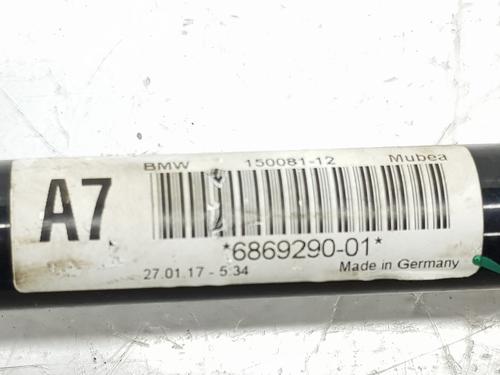 A7
BMW 150081-12 Mubea
*6869290-01*
27.01.17 - 5:34 Made in Germany